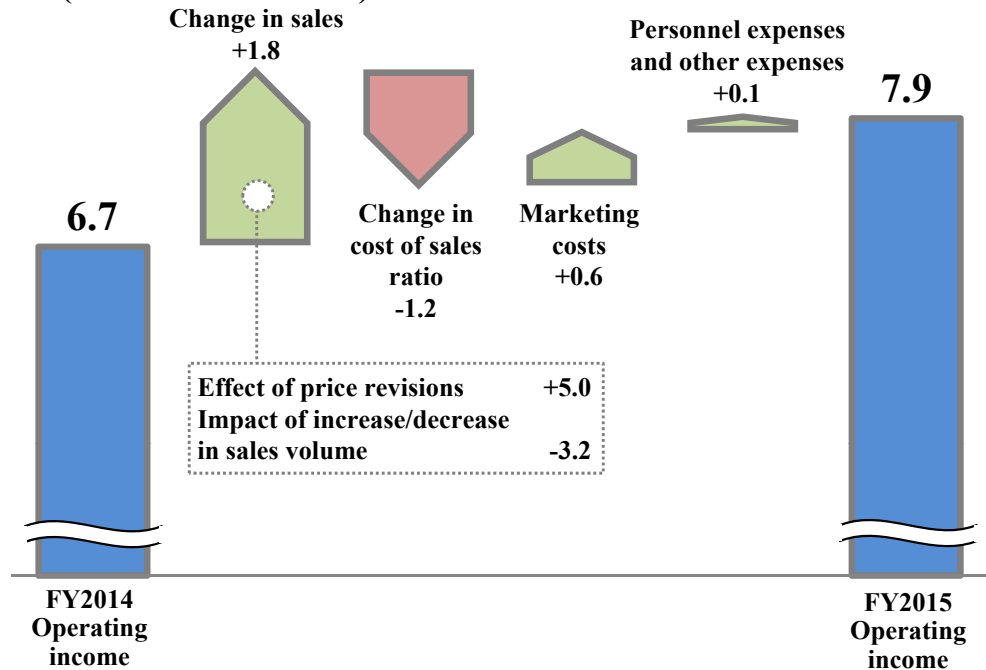 Change in sales
+1.8
Personnel expenses
and other expenses
+0.1
7.9
6.7
Change in
cost of sales
ratio
-1.2
Marketing
costs
+0.6
Effect of price revisions +5.0
Impact of increase/decrease
in sales volume -3.2
FY2014
Operating
income
FY2015
Operating
income